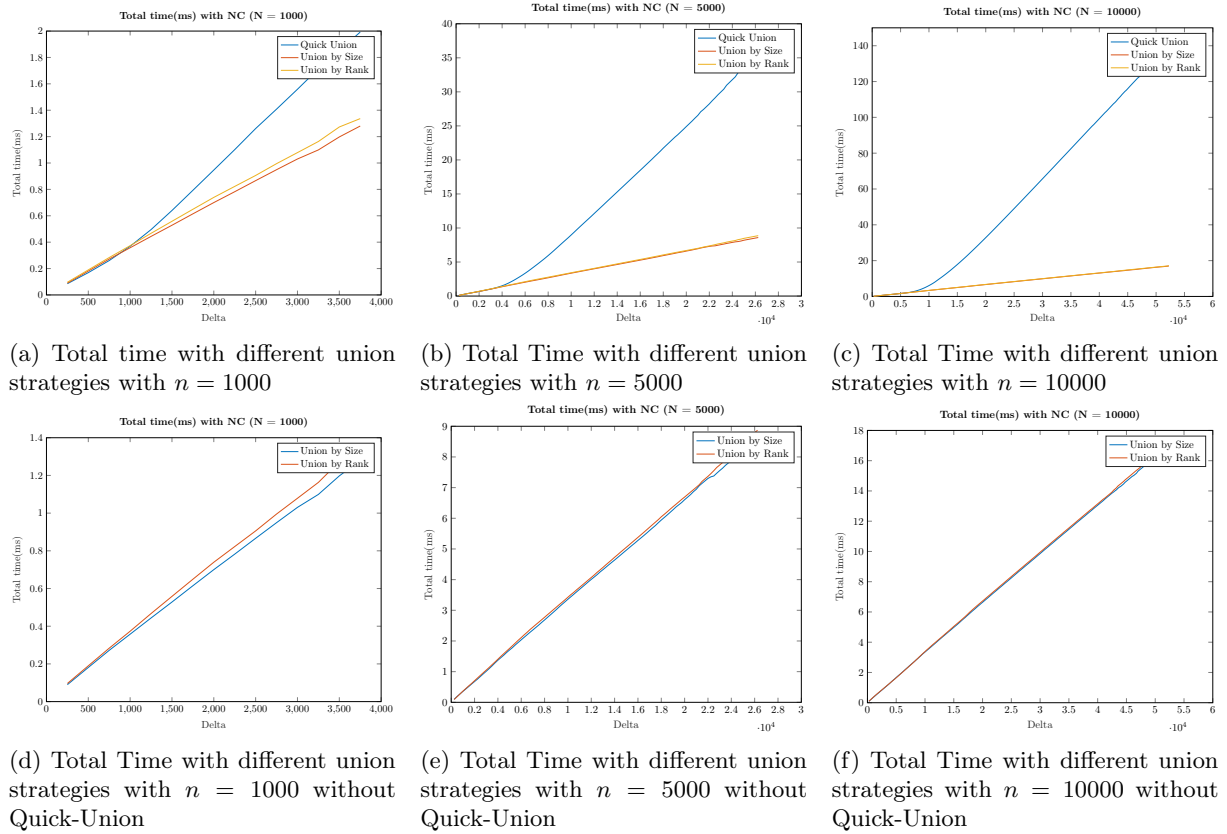 Total time(ms) with NC (N = 1000)
Total time(ms)
2
1.8
1.6
1.4
1.2
1
0.8
0.6
0.4
0.2
0
Quick Union
Union by Size
Union by Rank
0 500 1,000 1,500 2,000 2,500 3,000 3,500 4,000
Delta
(a) Total time with different union
strategies with n = 1000
Total time(ms) with NC (N = 5000)
Total time(ms)
40
35
30
25
20
15
10
5
0
Quick Union
Union by Size
Union by Rank
0 0.2 0.4 0.6 0.8 1 1.2 1.4 1.6 1.8 2 2.2 2.4 2.6 2.8 3
Delta
·10⁴
(b) Total Time with different union
strategies with n = 5000
Total time(ms) with NC (N = 10000)
Total time(ms)
140
120
100
80
60
40
20
0
Quick Union
Union by Size
Union by Rank
0 0.5 1 1.5 2 2.5 3 3.5 4 4.5 5 5.5 6
Delta
·10⁴
(c) Total Time with different union
strategies with n = 10000
Total time(ms) with NC (N = 1000)
Total time(ms)
1.4
1.2
1
0.8
0.6
0.4
0.2
0
Union by Size
Union by Rank
0 500 1,000 1,500 2,000 2,500 3,000 3,500 4,000
Delta
(d) Total Time with different union
strategies with n = 1000 without
Quick-Union
Total time(ms) with NC (N = 5000)
Total time(ms)
9
8
7
6
5
4
3
2
1
0
Union by Size
Union by Rank
0 0.2 0.4 0.6 0.8 1 1.2 1.4 1.6 1.8 2 2.2 2.4 2.6 2.8 3
Delta
·10⁴
(e) Total Time with different union
strategies with n = 5000 without
Quick-Union
Total time(ms) with NC (N = 10000)
Total time(ms)
18
16
14
12
10
8
6
4
2
0
Union by Size
Union by Rank
0 0.5 1 1.5 2 2.5 3 3.5 4 4.5 5 5.5 6
Delta
·10⁴
(f) Total Time with different union
strategies with n = 10000 without
Quick-Union